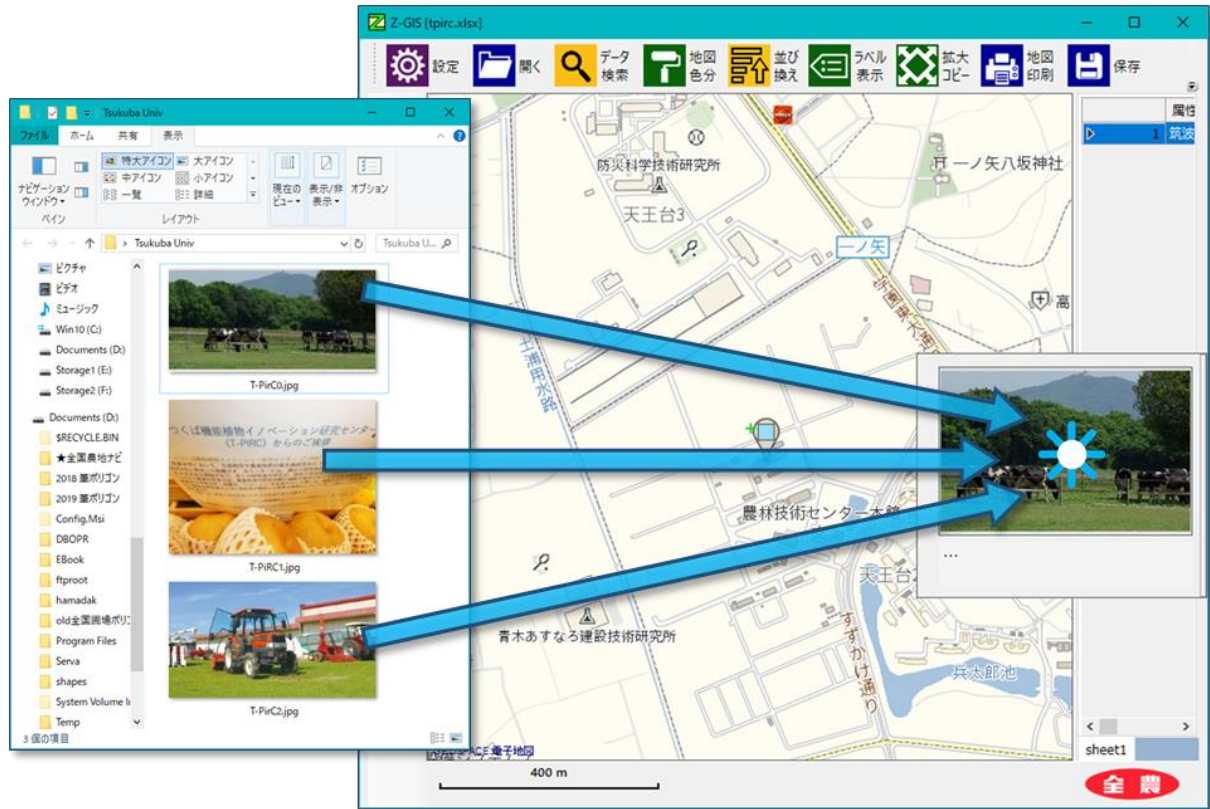 Z-GIS [tpirc.xlsx]
設定
開く
データ
検索
地図
色分
並び
換え
ラベル
表示
拡大
コピー
地図
印刷
保存
Tsukuba Univ
ファイル ホーム 共有 表示
ナビゲーション
ウィンドウ
ペイン
特大アイコン 大アイコン
中アイコン 小アイコン
一覧 詳細
レイアウト
現在の
ビュー
表示/非
表示
オプション
Tsukuba Univ
Tsukuba U...
ピクチャ
ビデオ
ミュージック
Win10 (C:)
Documents (D:)
Storage1 (E:)
Storage2 (F:)
Documents (D:)
$RECYCLE.BIN
★全国農地ナビ
2018 筆ポリゴン
2019 筆ポリゴン
Config.Msi
DBOPR
EBook
ftproot
hamadak
old全国圃場ポリ
Program Files
Serva
shapes
System Volume
Temp
3 個の項目
T-PirC0.jpg
つくば機能植物イノベーション研究センター
(T-PIRC) からのご挨拶
T-PiRC1.jpg
T-PirC2.jpg
防災科学技術研究所
天王台3
一ノ矢八坂神社
一ノ矢
高
土浦用水路
農林技術センター本館
天王台
青木あすなろ建設技術研究所
すずかけ通り
兵太郎池
電子地図
400 m
属性
1 筑波
...
sheet1
全農